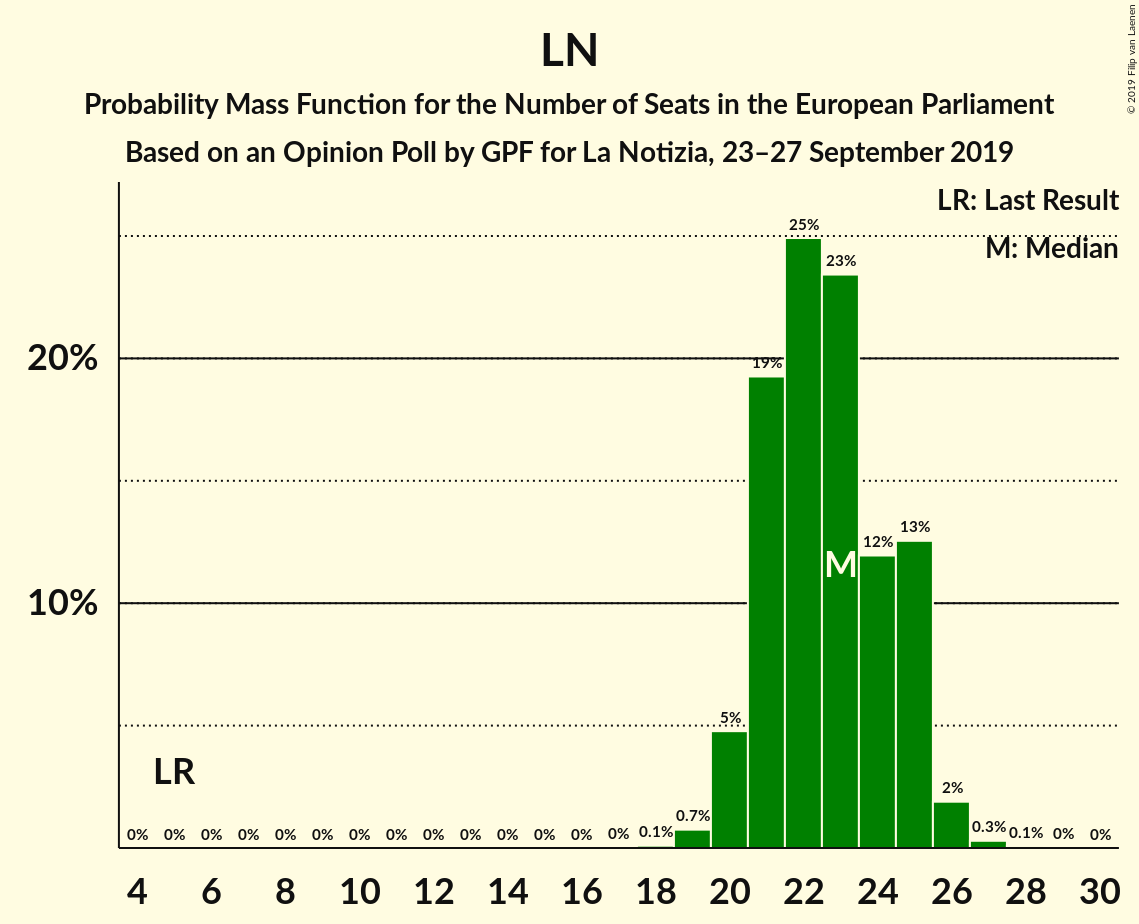 LN
Probability Mass Function for the Number of Seats in the European Parliament
Based on an Opinion Poll by GPF for La Notizia, 23–27 September 2019
© 2019 Filip van Laenen
LR: Last Result
M: Median
25%
23%
20%
19%
13%
12%
M
10%
5%
LR
2%
0.7%
0% 0% 0% 0% 0% 0% 0% 0% 0% 0% 0% 0% 0% 0% 0.1% 0.3% 0.1% 0% 0%
4 6 8 10 12 14 16 18 20 22 24 26 28 30